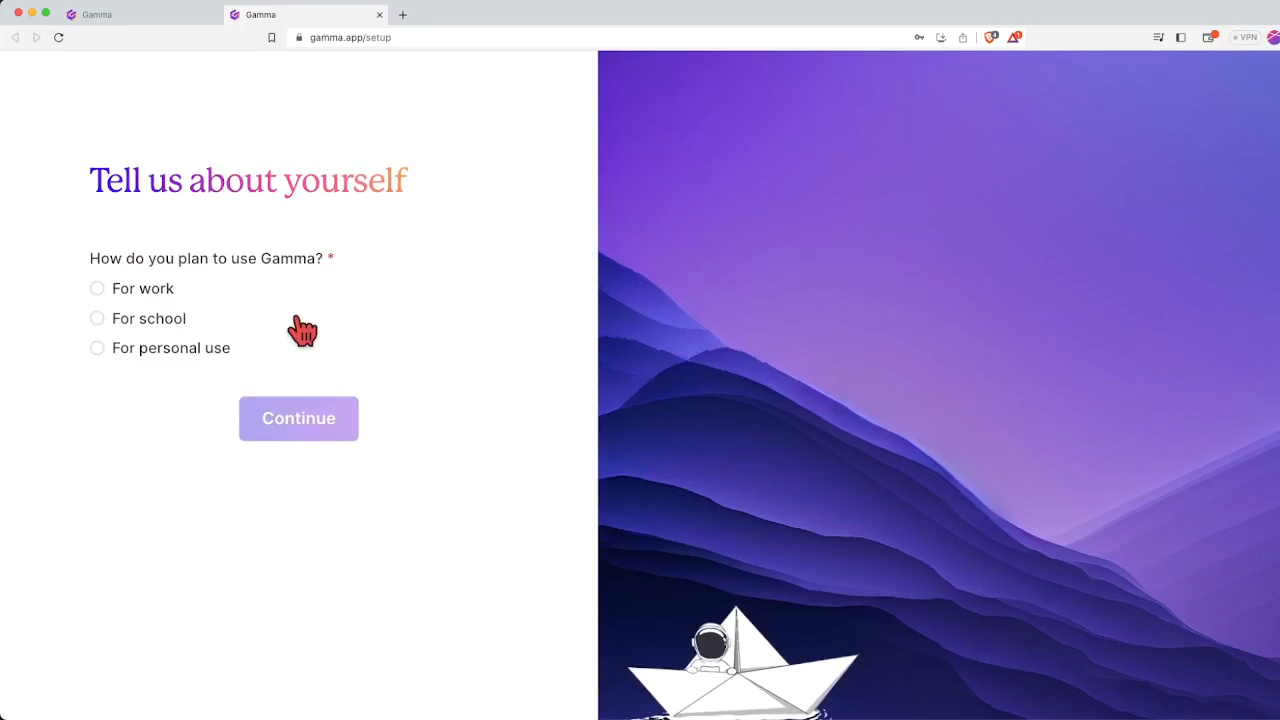 Gamma
Gamma
gamma.app/setup
VPN
Tell us about yourself
How do you plan to use Gamma? *
For work
For school
For personal use
Continue